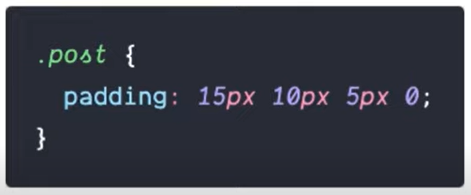 .post {
padding: 15px 10px 5px 0;
}